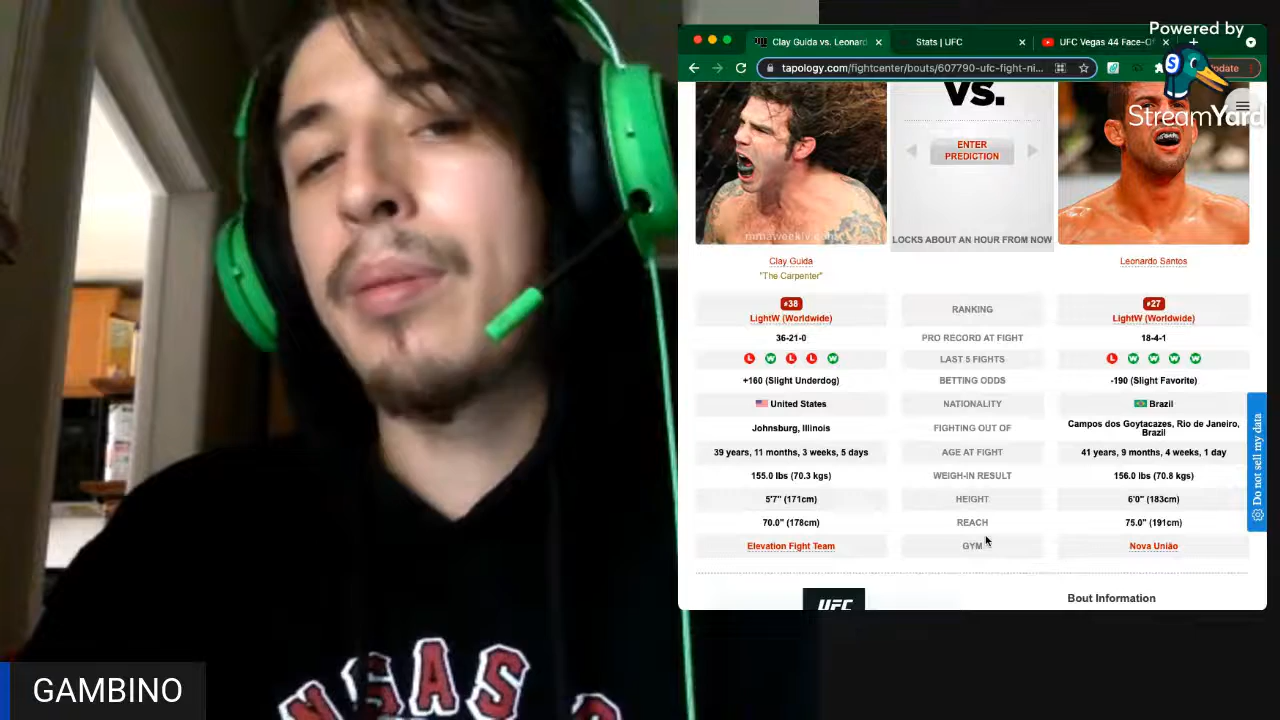 Powered by
StreamYard
Clay Guida vs. Leonard
Stats | UFC
UFC Vegas 44 Face-Of
tapology.com/fightcenter/bouts/607790-ufc-fight-ni...
VS.
ENTER
PREDICTION
mmaweekly.com
LOCKS ABOUT AN HOUR FROM NOW
Clay Guida
"The Carpenter"
Leonardo Santos
#38
LightW (Worldwide)
RANKING
#27
LightW (Worldwide)
36-21-0
PRO RECORD AT FIGHT
18-4-1
L W L L W
LAST 5 FIGHTS
L W W W W
+160 (Slight Underdog)
BETTING ODDS
-190 (Slight Favorite)
United States
NATIONALITY
Brazil
Johnsburg, Illinois
FIGHTING OUT OF
Campos dos Goytacazes, Rio de Janeiro,
Brazil
39 years, 11 months, 3 weeks, 5 days
AGE AT FIGHT
41 years, 9 months, 4 weeks, 1 day
155.0 lbs (70.3 kgs)
WEIGH-IN RESULT
156.0 lbs (70.8 kgs)
5'7" (171cm)
HEIGHT
6'0" (183cm)
70.0" (178cm)
REACH
75.0" (191cm)
Elevation Fight Team
GYM
Nova União
Do not sell my data
UFC
Bout Information
GAMBINO